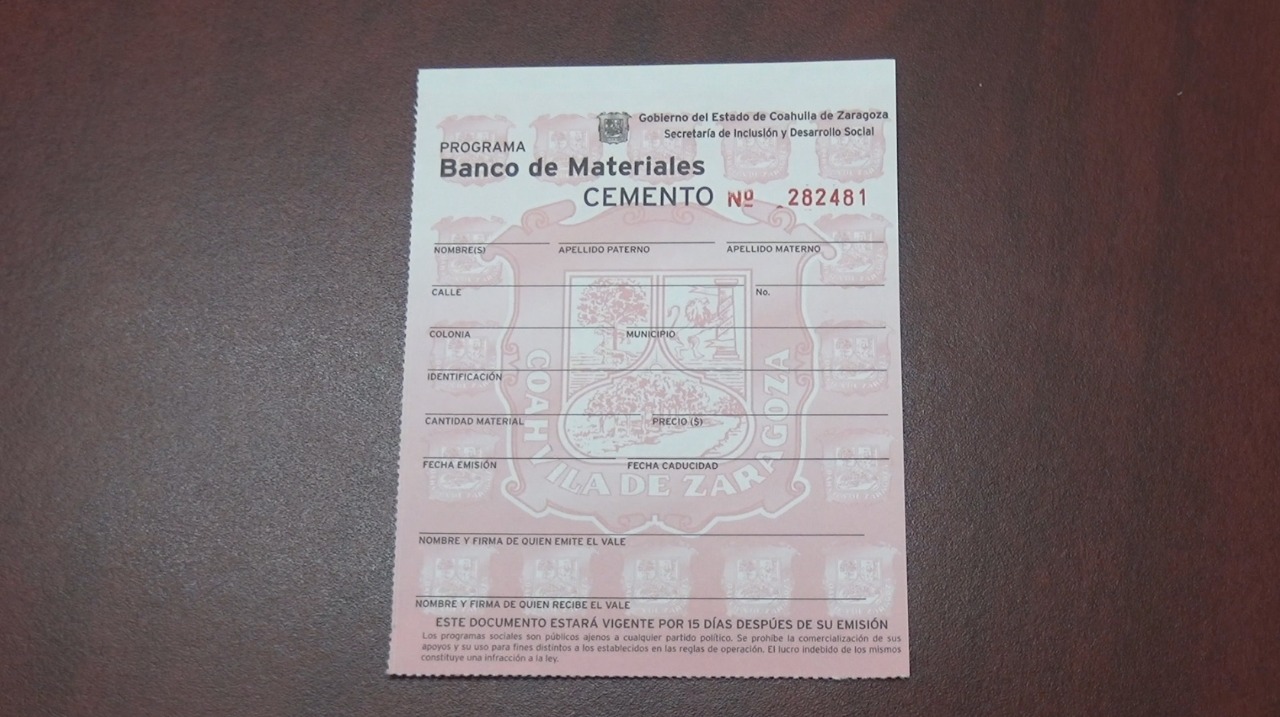 Gobierno del Estado de Coahuila de Zaragoza
Secretaría de Inclusión y Desarrollo Social
PROGRAMA
Banco de Materiales
CEMENTO Nº 282481
NOMBRE(S) APELLIDO PATERNO APELLIDO MATERNO
CALLE No.
COLONIA MUNICIPIO
IDENTIFICACIÓN
CANTIDAD MATERIAL PRECIO ($)
FECHA EMISIÓN FECHA CADUCIDAD
COAHVILA DE ZARAGOZA
NOMBRE Y FIRMA DE QUIEN EMITE EL VALE
NOMBRE Y FIRMA DE QUIEN RECIBE EL VALE
ESTE DOCUMENTO ESTARÁ VIGENTE POR 15 DÍAS DESPÚES DE SU EMISIÓN
Los programas sociales son públicos ajenos a cualquier partido político. Se prohibe la comercialización de sus
apoyos y su uso para fines distintos a los establecidos en las reglas de operación. El lucro indebido de los mismos
constituye una infracción a la ley.